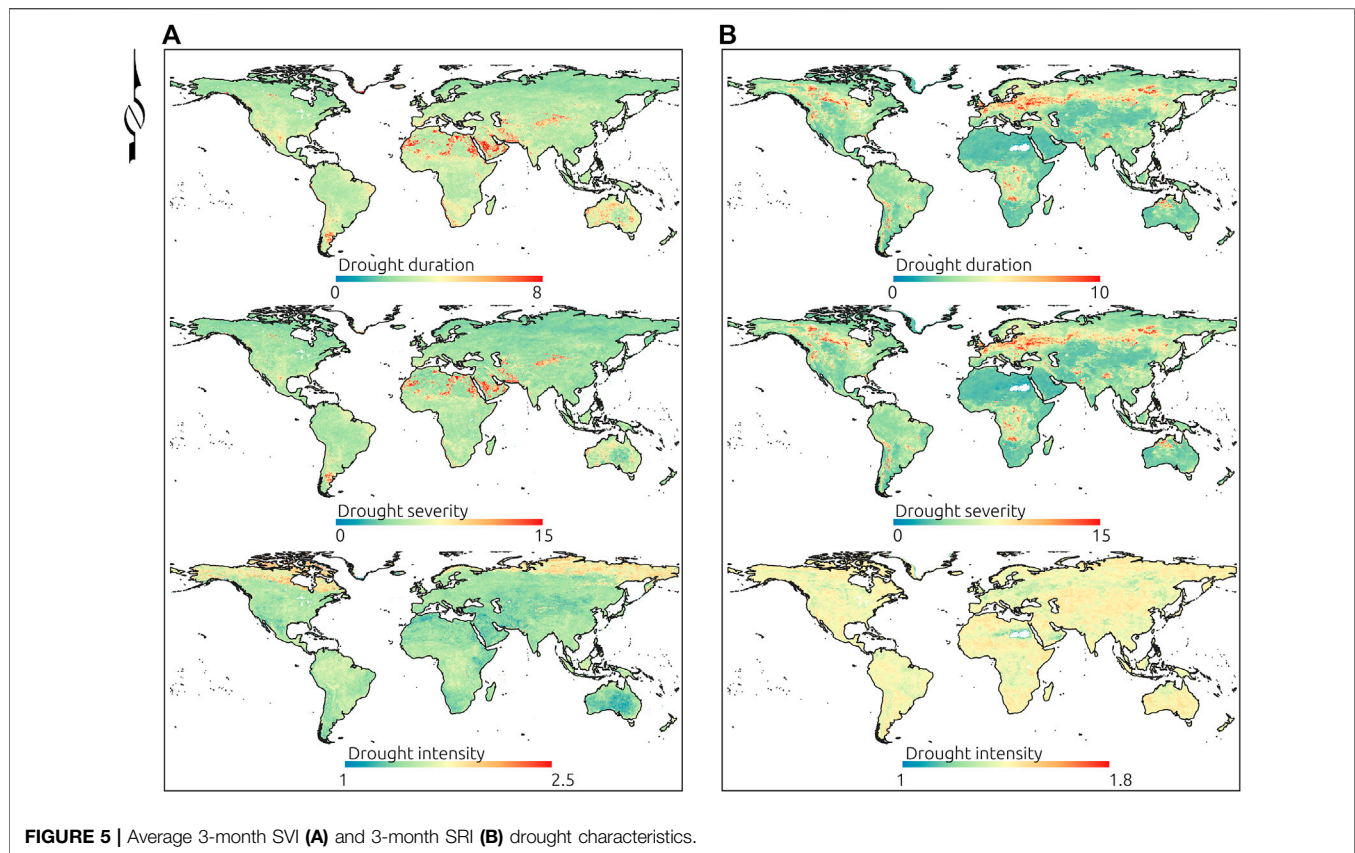 A
B
Drought duration
0 8
Drought duration
0 10
Drought severity
0 15
Drought severity
0 15
Drought intensity
1 2.5
Drought intensity
1 1.8
FIGURE 5 | Average 3-month SVI (A) and 3-month SRI (B) drought characteristics.